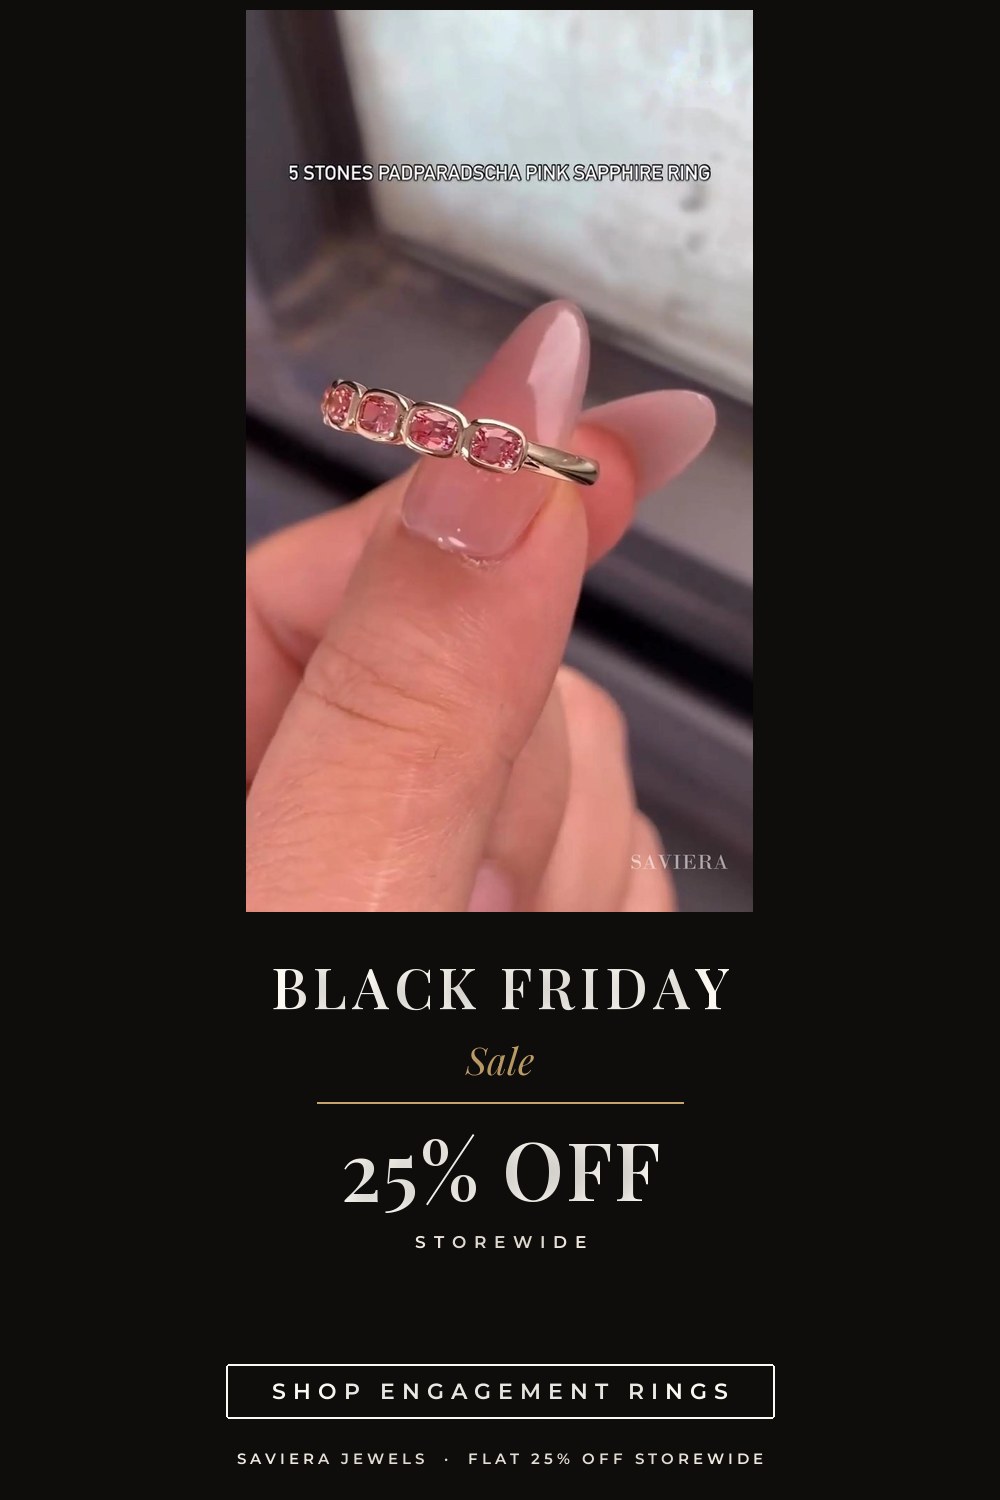 5 STONES PADPARADSCHA PINK SAPPHIRE RING
SAVIERA
BLACK FRIDAY
Sale
25% OFF
STOREWIDE
SHOP ENGAGEMENT RINGS
SAVIERA JEWELS · FLAT 25% OFF STOREWIDE